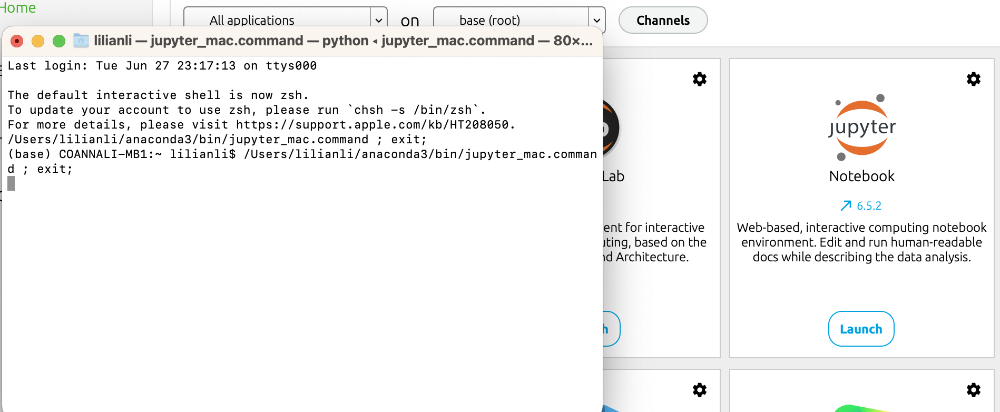 Home
All applications
on
base (root)
Channels
lilianli — jupyter_mac.command — python ◂ jupyter_mac.command — 80×...
Last login: Tue Jun 27 23:17:13 on ttys000
The default interactive shell is now zsh.
To update your account to use zsh, please run `chsh -s /bin/zsh`.
For more details, please visit https://support.apple.com/kb/HT208050.
/Users/lilianli/anaconda3/bin/jupyter_mac.command ; exit;
(base) COANNALI-MB1:~ lilianli$ /Users/lilianli/anaconda3/bin/jupyter_mac.comman
d ; exit;
Lab
for interactive
based on the
Architecture.
jupyter
Notebook
6.5.2
Web-based, interactive computing notebook
environment. Edit and run human-readable
docs while describing the data analysis.
Launch